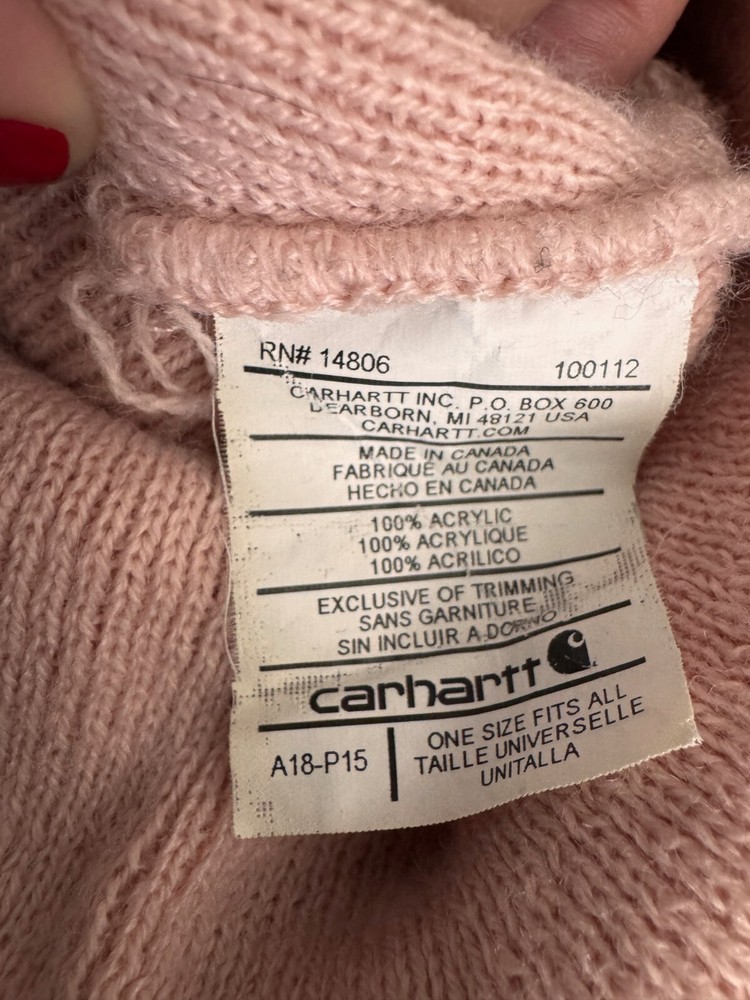 RN# 14806 100112
CARHARTT INC. P.O. BOX 600
DEARBORN, MI 48121 USA
CARHARTT.COM
MADE IN CANADA
FABRIQUÉ AU CANADA
HECHO EN CANADA
100% ACRYLIC
100% ACRYLIQUE
100% ACRILICO
EXCLUSIVE OF TRIMMING
SANS GARNITURE
SIN INCLUIR A DORNO
carhartt
A18-P15
ONE SIZE FITS ALL
TAILLE UNIVERSELLE
UNITALLA